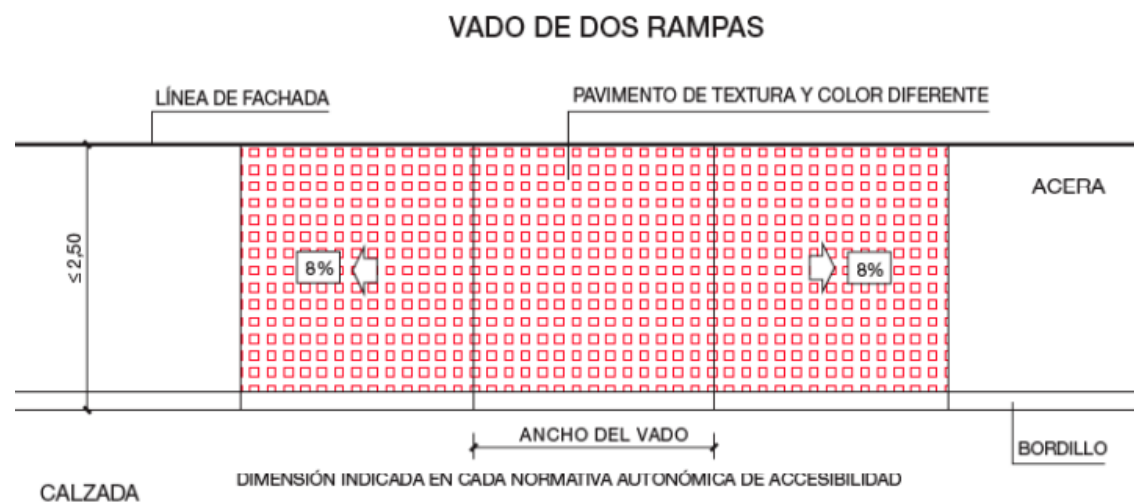 VADO DE DOS RAMPAS
LÍNEA DE FACHADA
PAVIMENTO DE TEXTURA Y COLOR DIFERENTE
ACERA
≤ 2,50
8%
8%
ANCHO DEL VADO
BORDILLO
DIMENSIÓN INDICADA EN CADA NORMATIVA AUTONÓMICA DE ACCESIBILIDAD
CALZADA